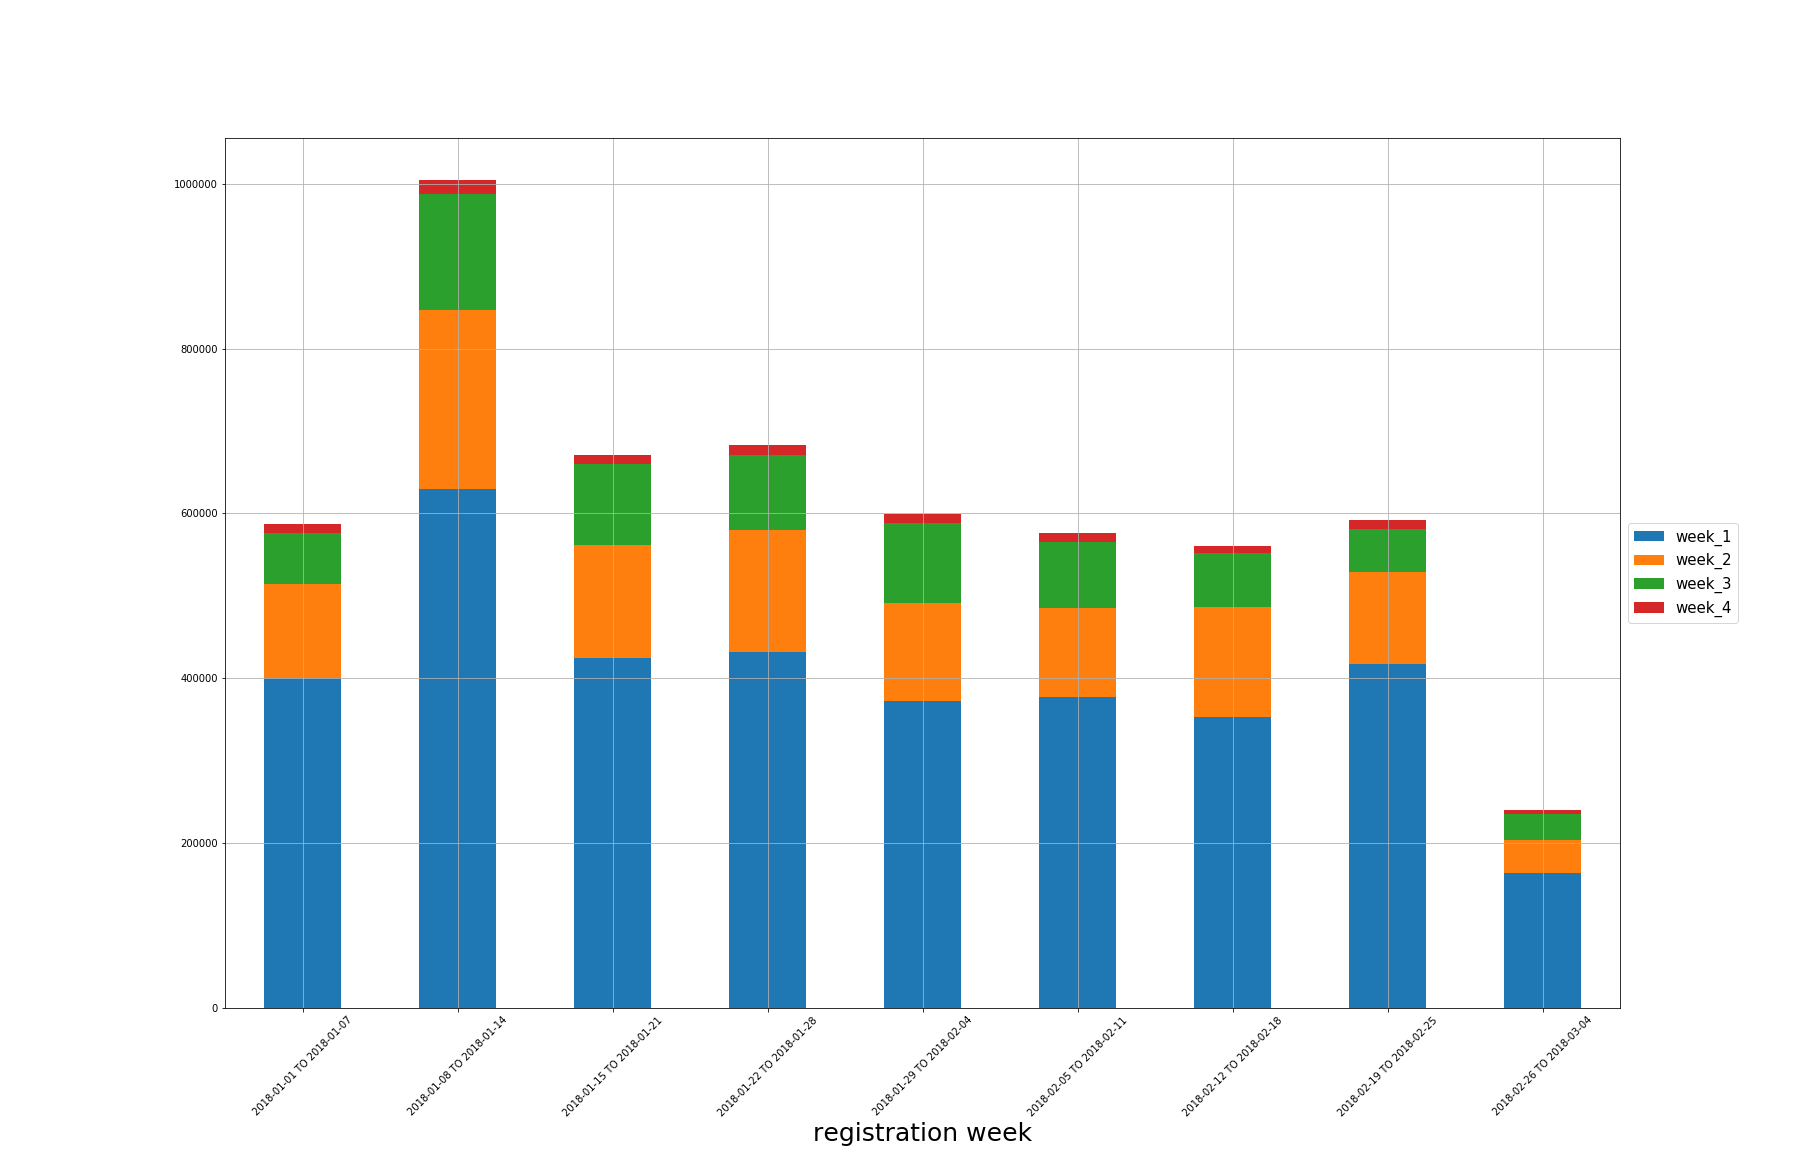 1000000
800000
600000
400000
200000
0
week_1
week_2
week_3
week_4
2018-01-01 TO 2018-01-07
2018-01-08 TO 2018-01-14
2018-01-15 TO 2018-01-21
2018-01-22 TO 2018-01-28
2018-01-29 TO 2018-02-04
2018-02-05 TO 2018-02-11
2018-02-12 TO 2018-02-18
2018-02-19 TO 2018-02-25
2018-02-26 TO 2018-03-04
registration week